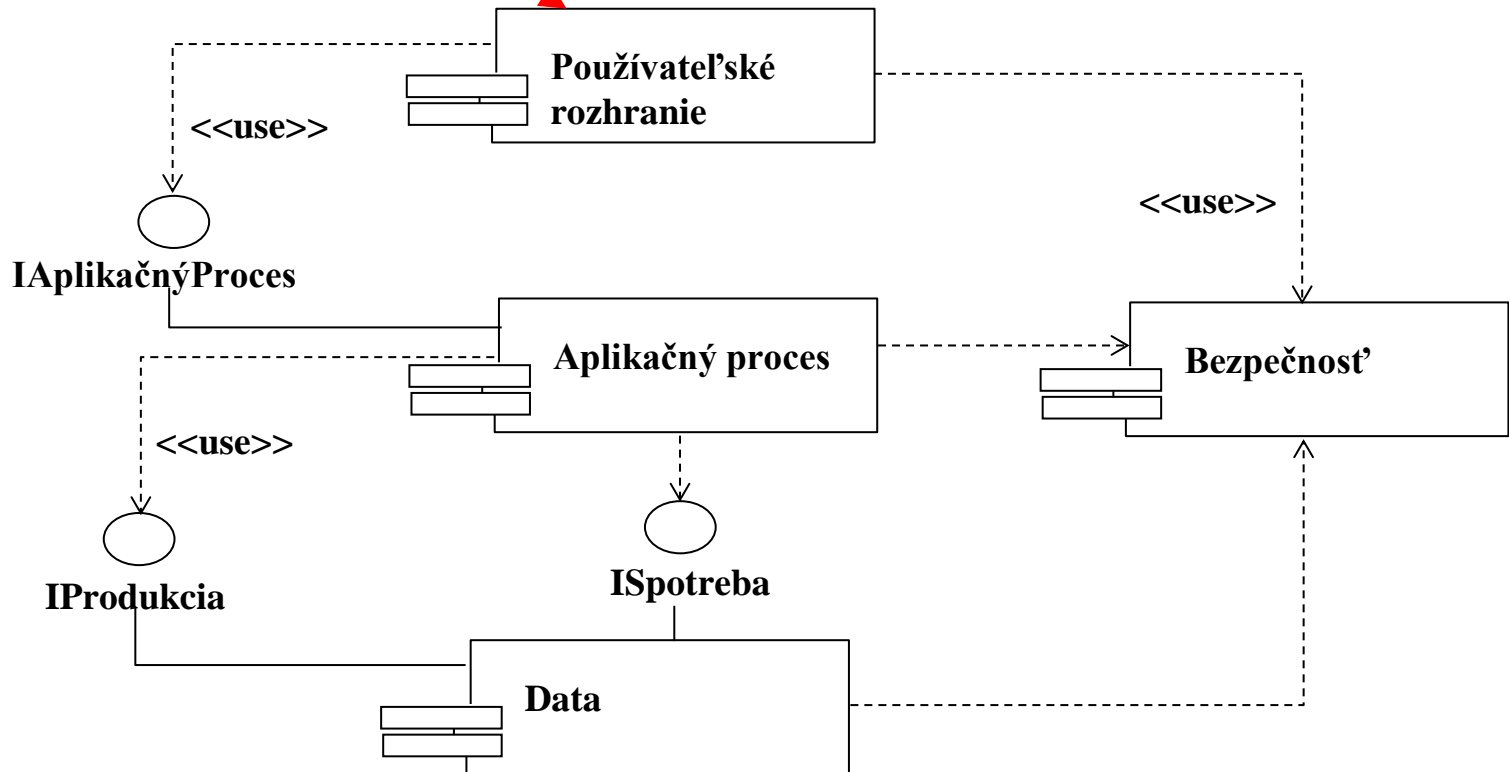 Používateľské
rozhranie
<<use>>
<<use>>
IAplikačnýProces
Aplikačný proces
Bezpečnosť
<<use>>
ISpotreba
IProdukcia
Data